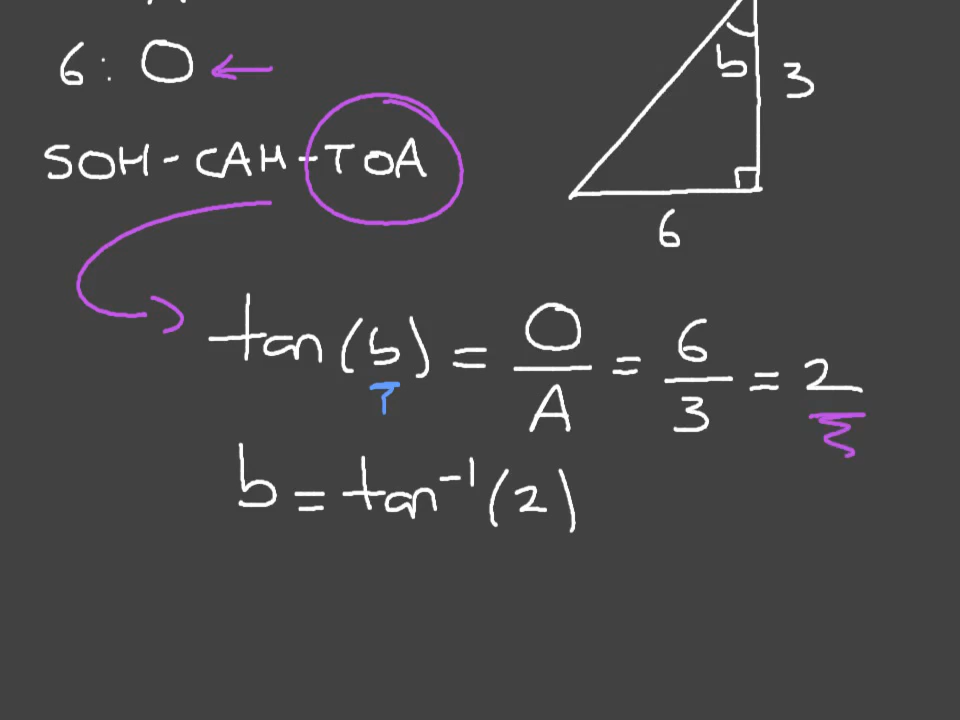 6: O ←
SOH-CAH-TOA
b
3
6
tan(b) = O/A = 6/3 = 2
?
b = tan⁻¹(2)